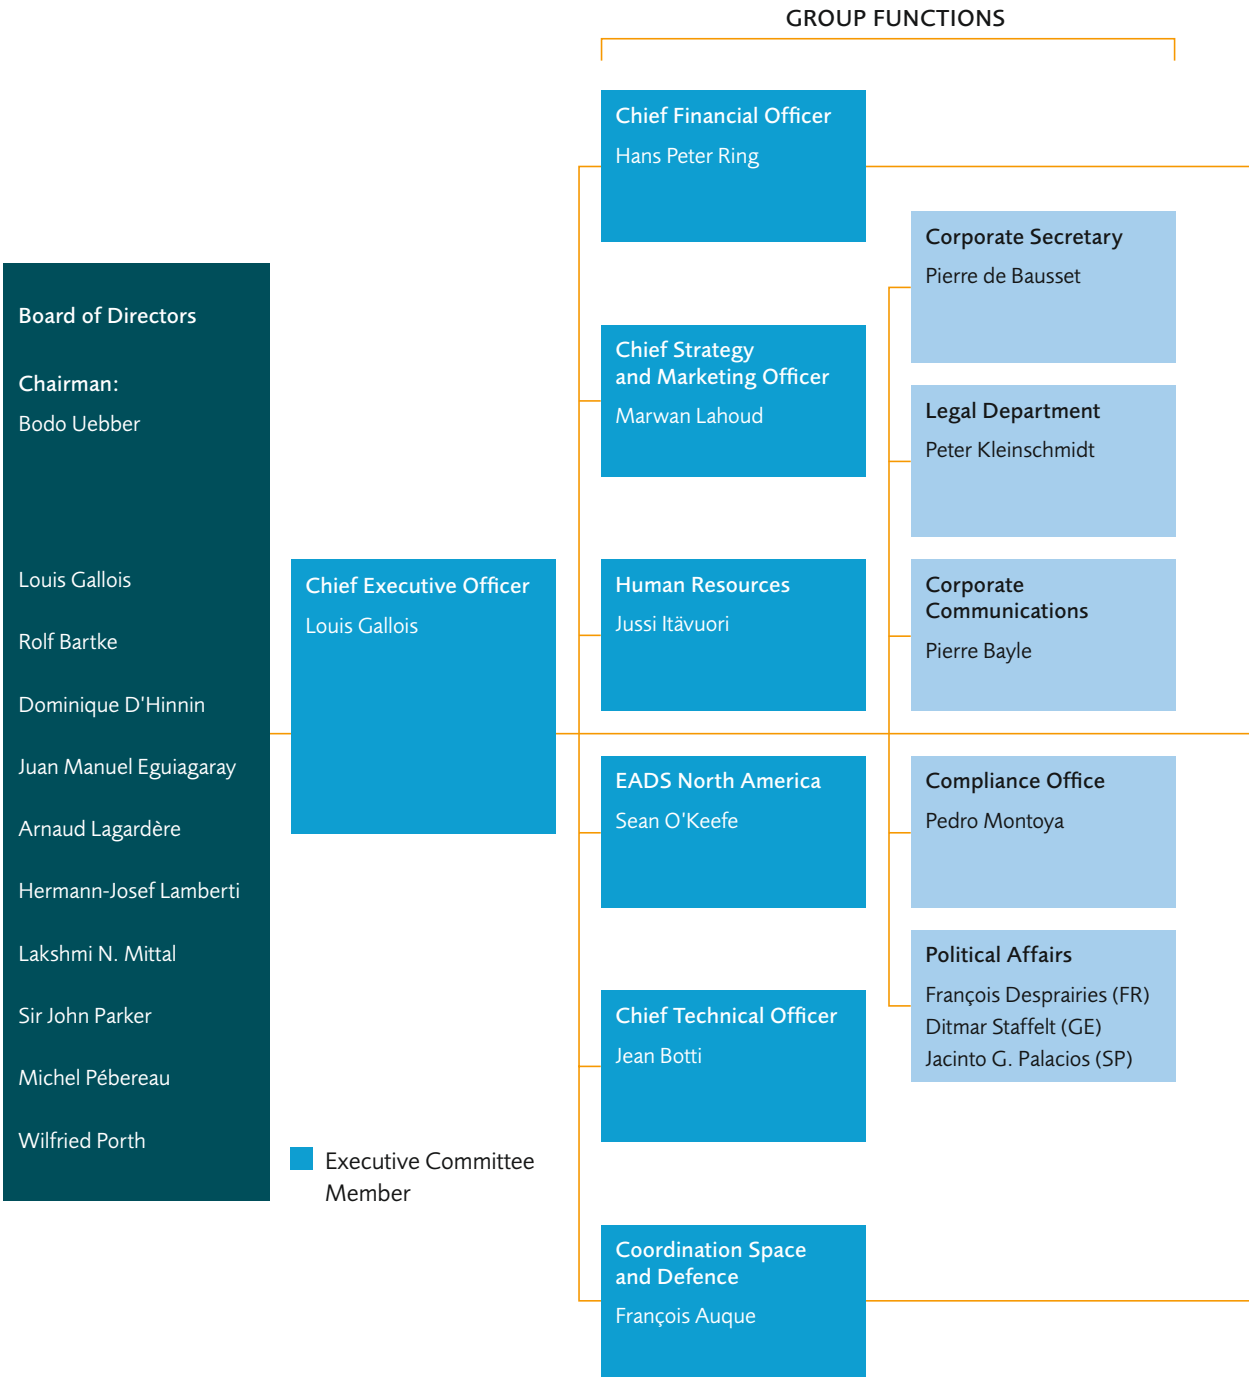 GROUP FUNCTIONS
Board of Directors
Chairman:
Bodo Uebber
Louis Gallois
Rolf Bartke
Dominique D'Hinnin
Juan Manuel Eguiagaray
Arnaud Lagardère
Hermann-Josef Lamberti
Lakshmi N. Mittal
Sir John Parker
Michel Pébereau
Wilfried Porth
Chief Executive Officer
Louis Gallois
Executive Committee
Member
Chief Financial Officer
Hans Peter Ring
Chief Strategy
and Marketing Officer
Marwan Lahoud
Human Resources
Jussi Itävuori
EADS North America
Sean O'Keefe
Chief Technical Officer
Jean Botti
Coordination Space
and Defence
François Auque
Corporate Secretary
Pierre de Bausset
Legal Department
Peter Kleinschmidt
Corporate
Communications
Pierre Bayle
Compliance Office
Pedro Montoya
Political Affairs
François Desprairies (FR)
Ditmar Staffelt (GE)
Jacinto G. Palacios (SP)